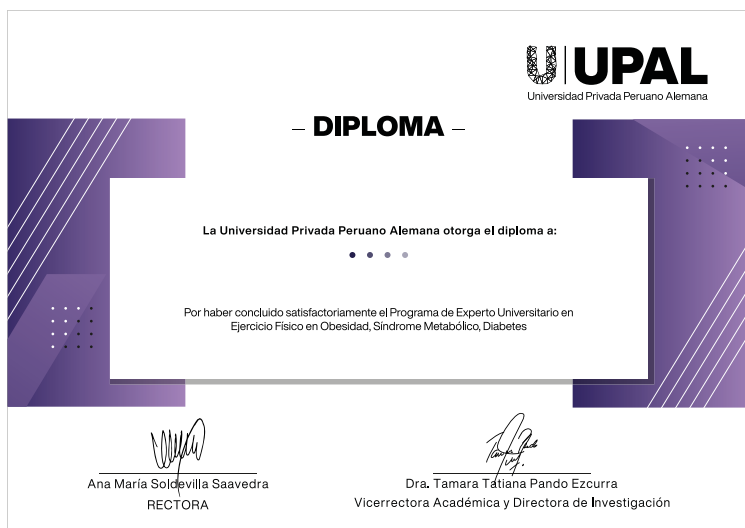 UPAL
Universidad Privada Peruano Alemana
– DIPLOMA –
La Universidad Privada Peruano Alemana otorga el diploma a:
Por haber concluido satisfactoriamente el Programa de Experto Universitario en
Ejercicio Físico en Obesidad, Síndrome Metabólico, Diabetes
Ana María Soldevilla Saavedra
RECTORA
Dra. Tamara Tatiana Pando Ezcurra
Vicerrectora Académica y Directora de Investigación